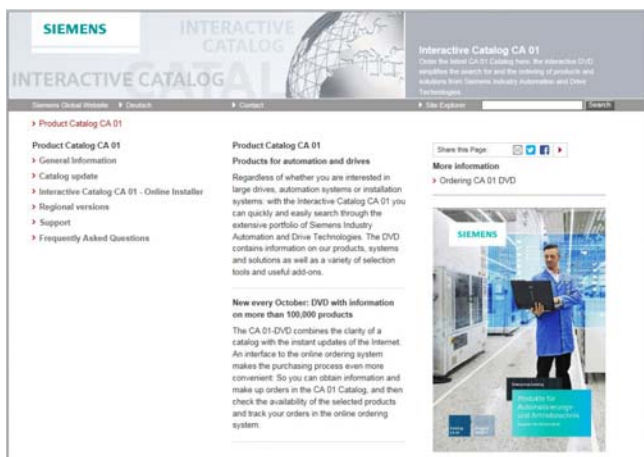 SIEMENS
INTERACTIVE
CATALOG
CATAL
INTERACTIVE CATALOG
Interactive Catalog CA 01
Order the latest CA 01 Catalog here: the interactive DVD
simplifies the search for and the ordering of products and
solutions from Siemens Industry Automation and Drive
Technologies.
Siemens Global Website Deutsch Contact Site Explorer Search
Product Catalog CA 01
Product Catalog CA 01
General Information
Catalog update
Interactive Catalog CA 01 - Online Installer
Regional versions
Support
Frequently Asked Questions
Product Catalog CA 01
Products for automation and drives
Regardless of whether you are interested in
large drives, automation systems or installation
systems: with the Interactive Catalog CA 01 you
can quickly and easily search through the
extensive portfolio of Siemens Industry
Automation and Drive Technologies. The DVD
contains information on our products, systems
and solutions as well as a variety of selection
tools and useful add-ons.
New every October: DVD with information
on more than 100,000 products
The CA 01-DVD combines the clarity of a
catalog with the instant updates of the Internet.
An interface to the online ordering system
makes the purchasing process even more
convenient: So you can obtain information and
make up orders in the CA 01 Catalog, and then
check the availability of the selected products
and track your orders in the online ordering
system.
Share this Page:
More information
Ordering CA 01 DVD
SIEMENS
Produkte für
Automatisierungs-
und Antriebstechnik